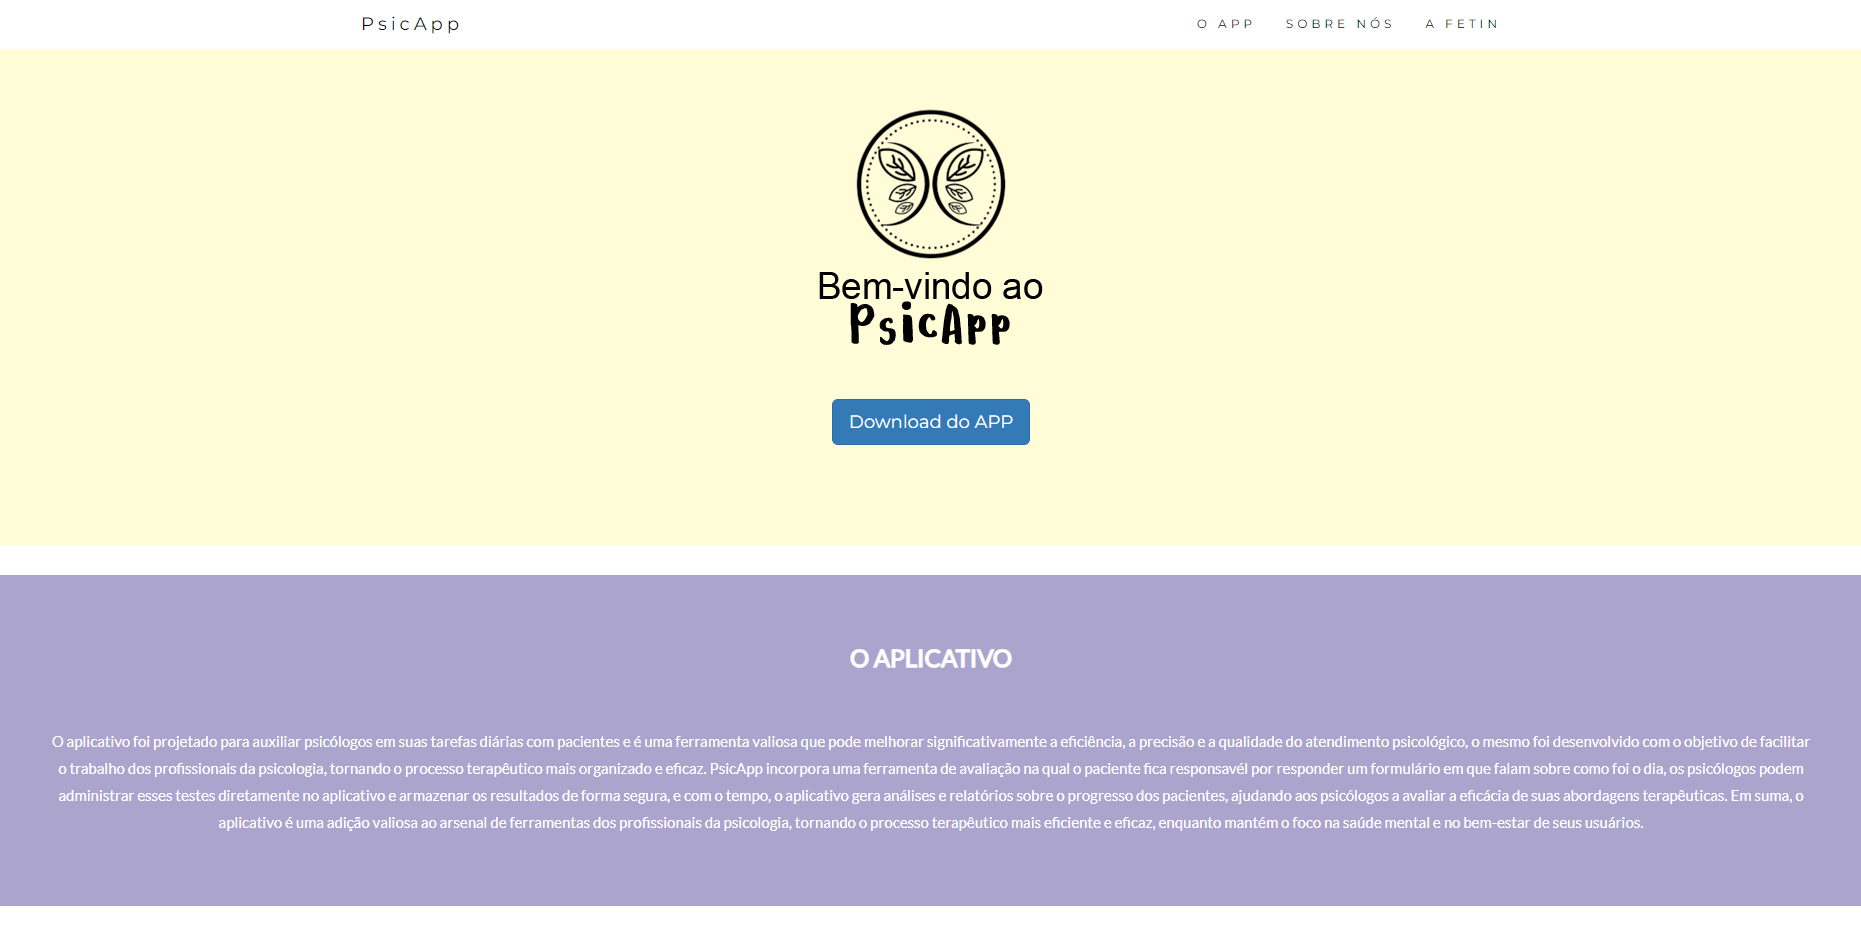 PsicApp
O APP
SOBRE NÓS
A FETIN
Bem-vindo ao
PsicApp
Download do APP
O APLICATIVO
O aplicativo foi projetado para auxiliar psicólogos em suas tarefas diárias com pacientes e é uma ferramenta valiosa que pode melhorar significativamente a eficiência, a precisão e a qualidade do atendimento psicológico, o mesmo foi desenvolvido com o objetivo de facilitar
o trabalho dos profissionais da psicologia, tornando o processo terapêutico mais organizado e eficaz. PsicApp incorpora uma ferramenta de avaliação na qual o paciente fica responsavél por responder um formulário em que falam sobre como foi o dia, os psicólogos podem
administrar esses testes diretamente no aplicativo e armazenar os resultados de forma segura, e com o tempo, o aplicativo gera análises e relatórios sobre o progresso dos pacientes, ajudando aos psicólogos a avaliar a eficácia de suas abordagens terapêuticas. Em suma, o
aplicativo é uma adição valiosa ao arsenal de ferramentas dos profissionais da psicologia, tornando o processo terapêutico mais eficiente e eficaz, enquanto mantém o foco na saúde mental e no bem-estar de seus usuários.